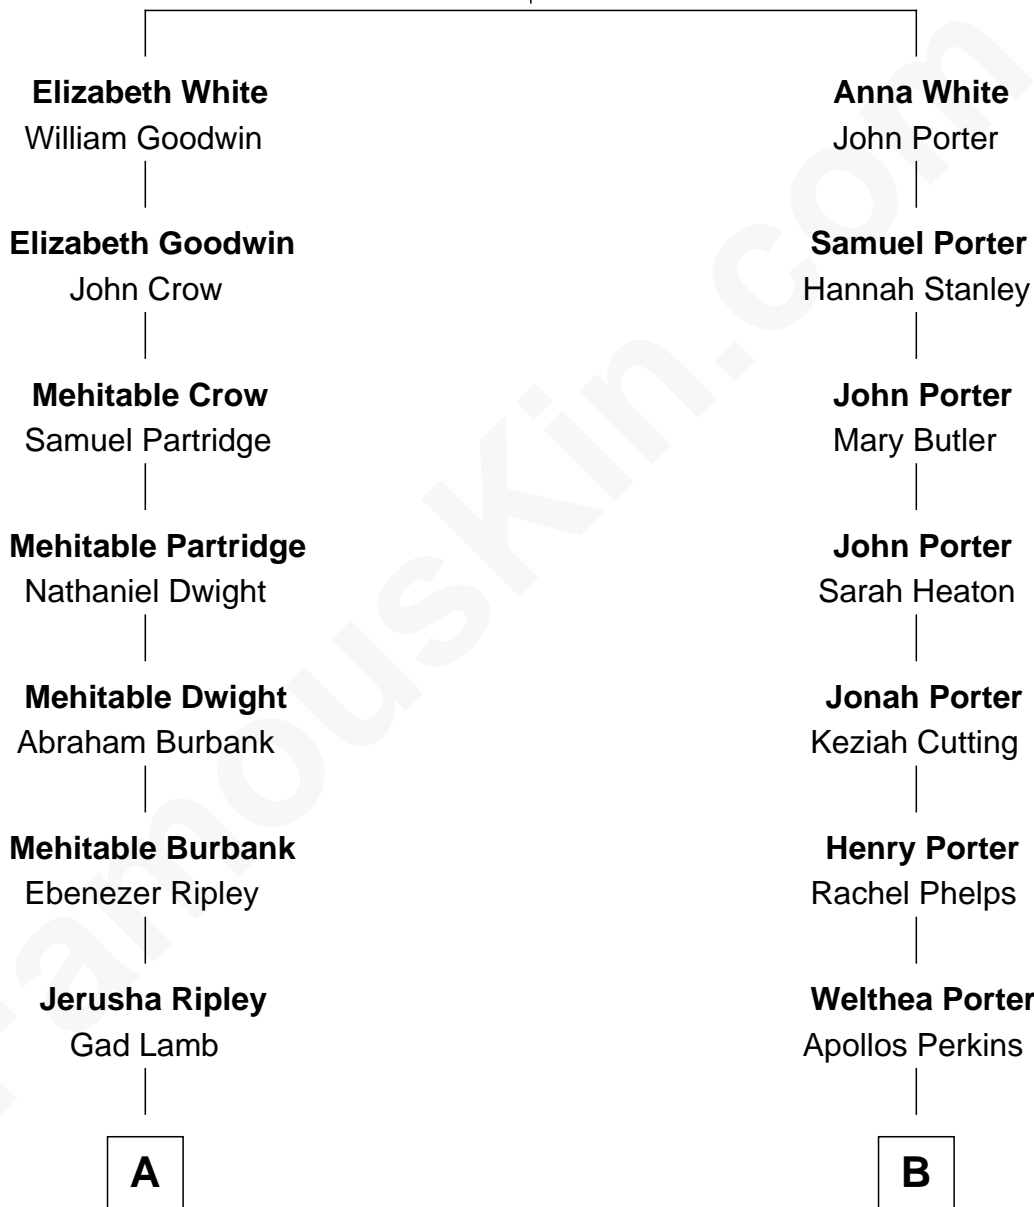 Elizabeth White
William Goodwin
Elizabeth Goodwin
John Crow
Mehitable Crow
Samuel Partridge
Mehitable Partridge
Nathaniel Dwight
Mehitable Dwight
Abraham Burbank
Mehitable Burbank
Ebenezer Ripley
Jerusha Ripley
Gad Lamb
A
Anna White
John Porter
Samuel Porter
Hannah Stanley
John Porter
Mary Butler
John Porter
Sarah Heaton
Jonah Porter
Keziah Cutting
Henry Porter
Rachel Phelps
Welthea Porter
Apollos Perkins
B
FamousKin.com